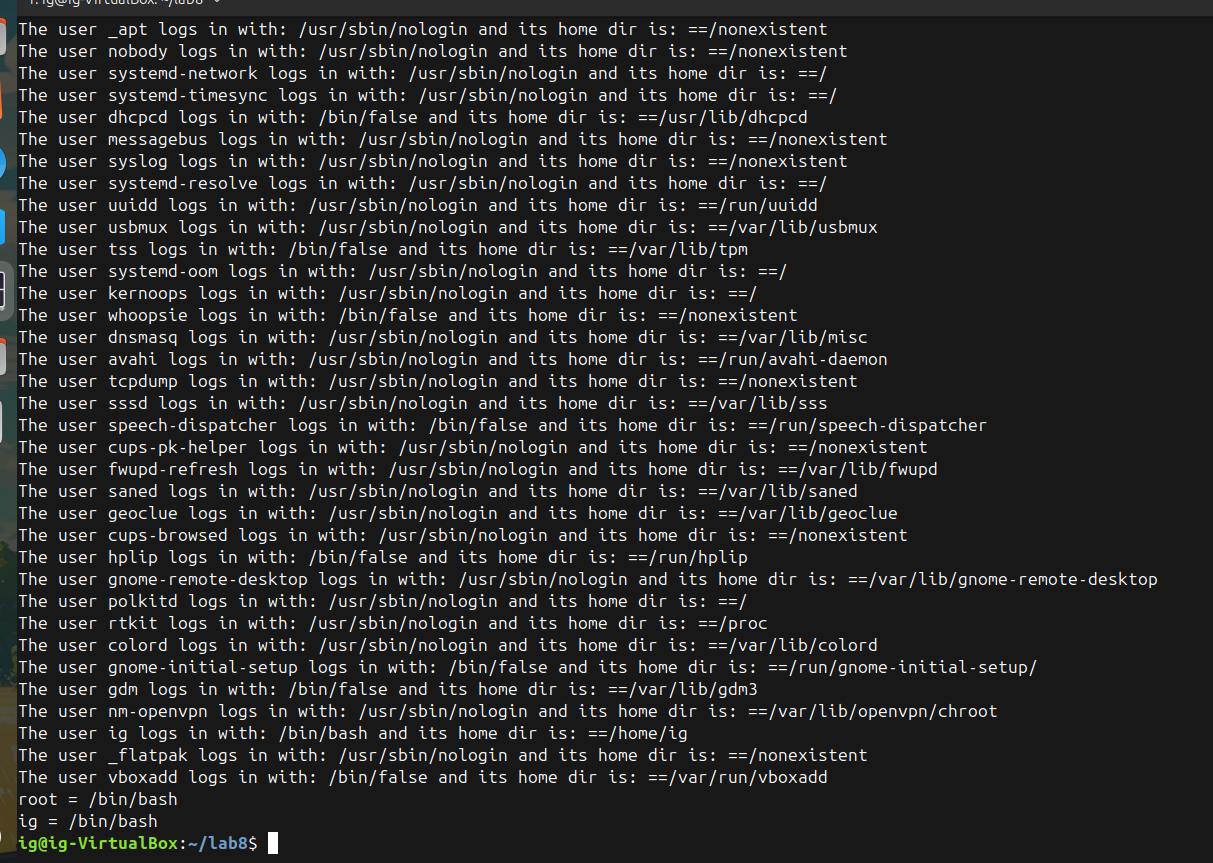 1: ig@ig-VirtualBox: ~/lab8
The user _apt logs in with: /usr/sbin/nologin and its home dir is: ==/nonexistent
The user nobody logs in with: /usr/sbin/nologin and its home dir is: ==/nonexistent
The user systemd-network logs in with: /usr/sbin/nologin and its home dir is: ==/
The user systemd-timesync logs in with: /usr/sbin/nologin and its home dir is: ==/
The user dhcpcd logs in with: /bin/false and its home dir is: ==/usr/lib/dhcpcd
The user messagebus logs in with: /usr/sbin/nologin and its home dir is: ==/nonexistent
The user syslog logs in with: /usr/sbin/nologin and its home dir is: ==/nonexistent
The user systemd-resolve logs in with: /usr/sbin/nologin and its home dir is: ==/
The user uuidd logs in with: /usr/sbin/nologin and its home dir is: ==/run/uuidd
The user usbmux logs in with: /usr/sbin/nologin and its home dir is: ==/var/lib/usbmux
The user tss logs in with: /bin/false and its home dir is: ==/var/lib/tpm
The user systemd-oom logs in with: /usr/sbin/nologin and its home dir is: ==/
The user kernoops logs in with: /usr/sbin/nologin and its home dir is: ==/
The user whoopsie logs in with: /bin/false and its home dir is: ==/nonexistent
The user dnsmasq logs in with: /usr/sbin/nologin and its home dir is: ==/var/lib/misc
The user avahi logs in with: /usr/sbin/nologin and its home dir is: ==/run/avahi-daemon
The user tcpdump logs in with: /usr/sbin/nologin and its home dir is: ==/nonexistent
The user sssd logs in with: /usr/sbin/nologin and its home dir is: ==/var/lib/sss
The user speech-dispatcher logs in with: /bin/false and its home dir is: ==/run/speech-dispatcher
The user cups-pk-helper logs in with: /usr/sbin/nologin and its home dir is: ==/nonexistent
The user fwupd-refresh logs in with: /usr/sbin/nologin and its home dir is: ==/var/lib/fwupd
The user saned logs in with: /usr/sbin/nologin and its home dir is: ==/var/lib/saned
The user geoclue logs in with: /usr/sbin/nologin and its home dir is: ==/var/lib/geoclue
The user cups-browsed logs in with: /usr/sbin/nologin and its home dir is: ==/nonexistent
The user hplip logs in with: /bin/false and its home dir is: ==/run/hplip
The user gnome-remote-desktop logs in with: /usr/sbin/nologin and its home dir is: ==/var/lib/gnome-remote-desktop
The user polkitd logs in with: /usr/sbin/nologin and its home dir is: ==/
The user rtkit logs in with: /usr/sbin/nologin and its home dir is: ==/proc
The user colord logs in with: /usr/sbin/nologin and its home dir is: ==/var/lib/colord
The user gnome-initial-setup logs in with: /bin/false and its home dir is: ==/run/gnome-initial-setup/
The user gdm logs in with: /bin/false and its home dir is: ==/var/lib/gdm3
The user nm-openvpn logs in with: /usr/sbin/nologin and its home dir is: ==/var/lib/openvpn/chroot
The user ig logs in with: /bin/bash and its home dir is: ==/home/ig
The user _flatpak logs in with: /usr/sbin/nologin and its home dir is: ==/nonexistent
The user vboxadd logs in with: /bin/false and its home dir is: ==/var/run/vboxadd
root = /bin/bash
ig = /bin/bash
ig@ig-VirtualBox:~/lab8$